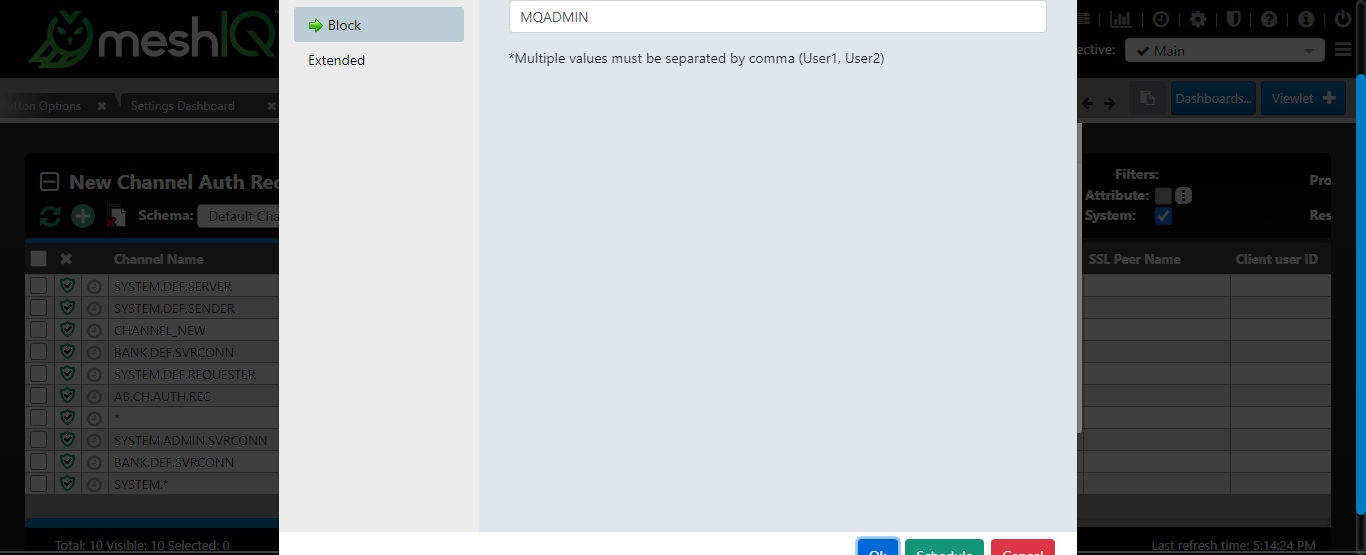 meshIQ
ective:
Main
utton Options
Settings Dashboard
Dashboards...
Viewlet
Block
Extended
MQADMIN
*Multiple values must be separated by comma (User1, User2)
New Channel Auth Rec
Schema:
Default Cha
Filters:
Attribute:
System:
Pro
Res
Channel Name
SSL Peer Name
Client user ID
SYSTEM.DEF.SERVER
SYSTEM.DEF.SENDER
CHANNEL_NEW
BANK.DEF.SVRCONN
SYSTEM.DEF.REQUESTER
AB.CH.AUTH.REC
*
SYSTEM.ADMIN.SVRCONN
BANK.DEF.SVRCONN
SYSTEM.*
Total: 10 Visible: 10 Selected: 0
Last refresh time: 5:14:24 PM
Ok
Schedule
Cancel